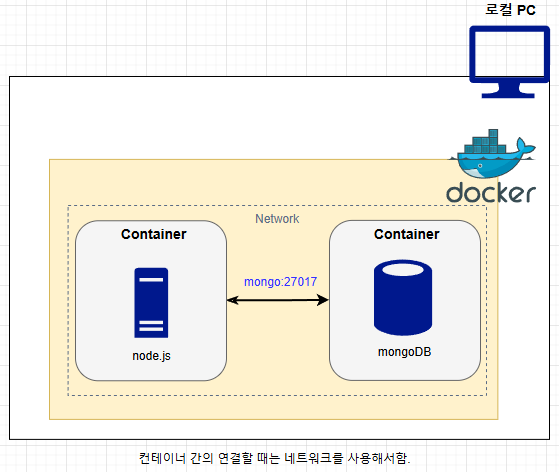 로컬 PC
docker
Network
Container
Container
mongo:27017
node.js
mongoDB
컨테이너 간의 연결할 때는 네트워크를 사용해서함.